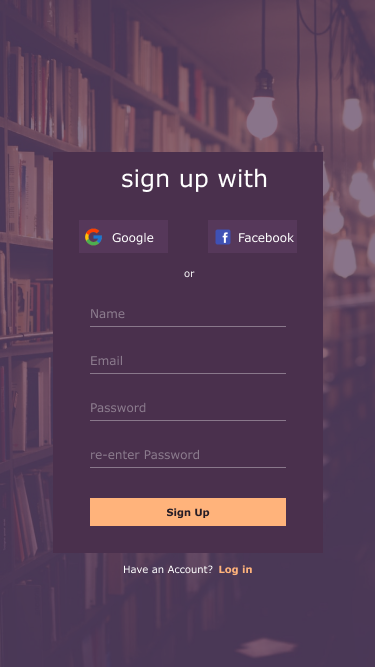 sign up with
Google Facebook
or
Name
Email
Password
re-enter Password
Sign Up
Have an Account? Log in